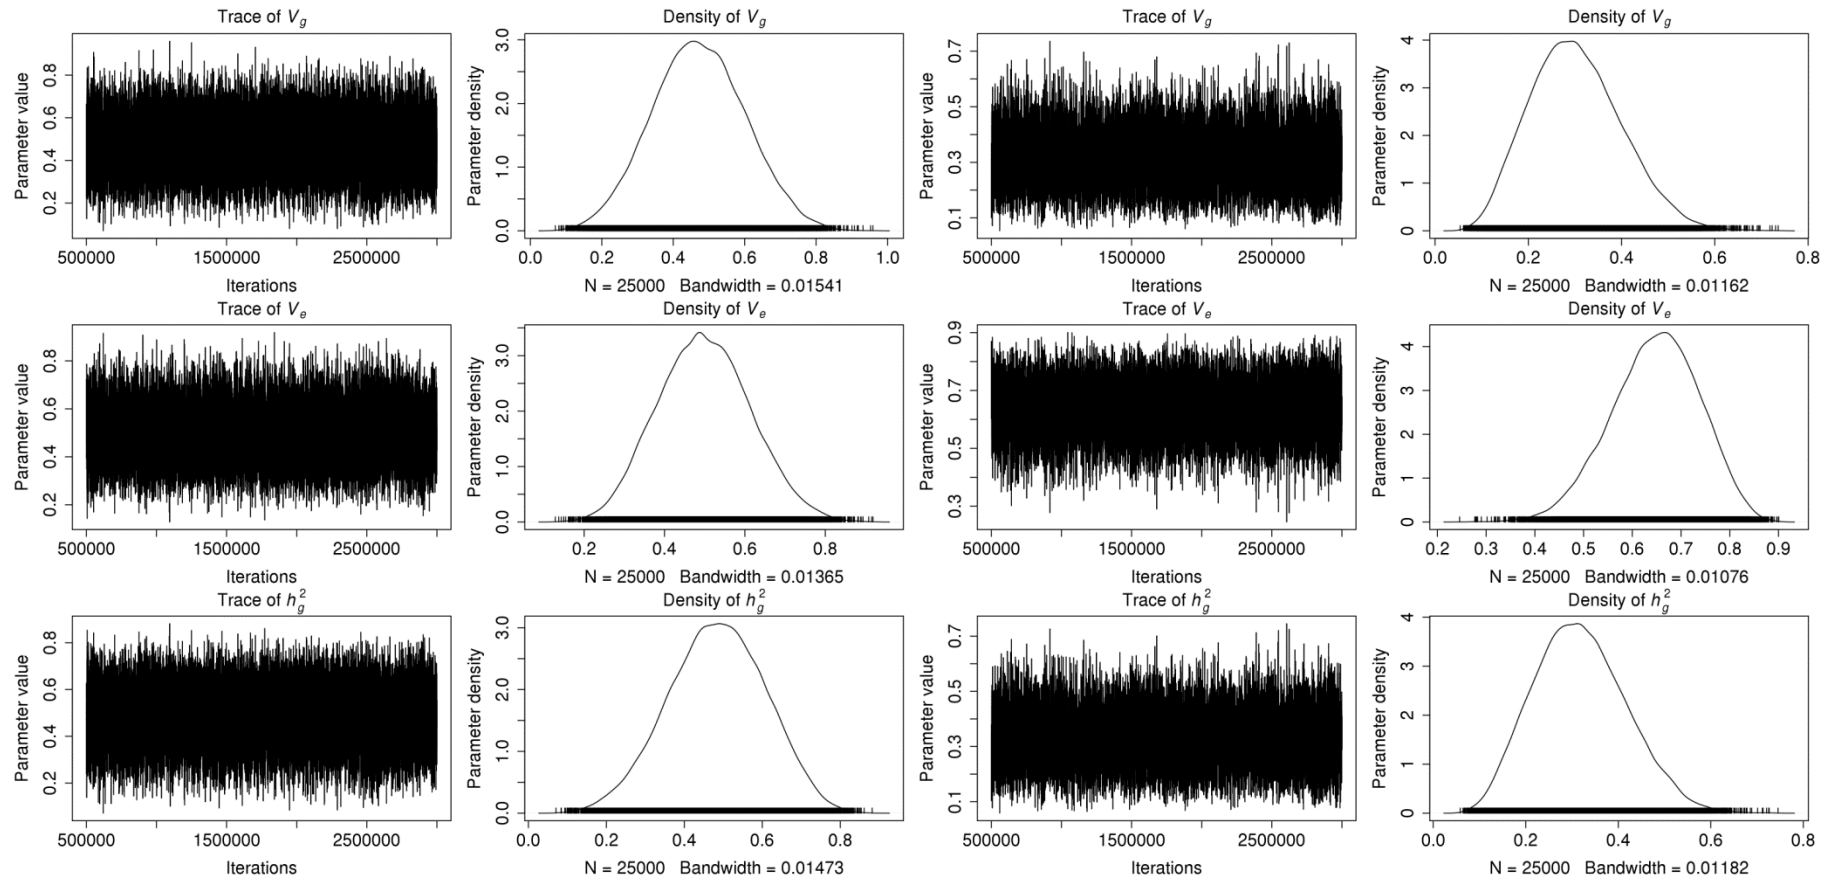 Trace of V_g
Parameter value
0.2 0.4 0.6 0.8
5000000 1500000 2500000
Iterations
Density of V_g
Parameter density
0.0 1.0 2.0 3.0
0.0 0.2 0.4 0.6 0.8 1.0
N = 25000 Bandwidth = 0.01541
Trace of V_g
Parameter value
0.1 0.3 0.5 0.7
5000000 1500000 2500000
Iterations
Density of V_g
Parameter density
0 1 2 3 4
0.0 0.2 0.4 0.6 0.8
N = 25000 Bandwidth = 0.01162
Trace of V_e
Parameter value
0.2 0.4 0.6 0.8
5000000 1500000 2500000
Iterations
Density of V_e
Parameter density
0.0 1.0 2.0 3.0
0.2 0.4 0.6 0.8
N = 25000 Bandwidth = 0.01365
Trace of V_e
Parameter value
0.3 0.5 0.7 0.9
5000000 1500000 2500000
Iterations
Density of V_e
Parameter density
0 1 2 3 4
0.2 0.3 0.4 0.5 0.6 0.7 0.8 0.9
N = 25000 Bandwidth = 0.01076
Trace of h_g^2
Parameter value
0.2 0.4 0.6 0.8
5000000 1500000 2500000
Iterations
Density of h_g^2
Parameter density
0.0 1.0 2.0 3.0
0.0 0.2 0.4 0.6 0.8
N = 25000 Bandwidth = 0.01473
Trace of h_g^2
Parameter value
0.1 0.3 0.5 0.7
5000000 1500000 2500000
Iterations
Density of h_g^2
Parameter density
0 1 2 3 4
0.0 0.2 0.4 0.6 0.8
N = 25000 Bandwidth = 0.01182